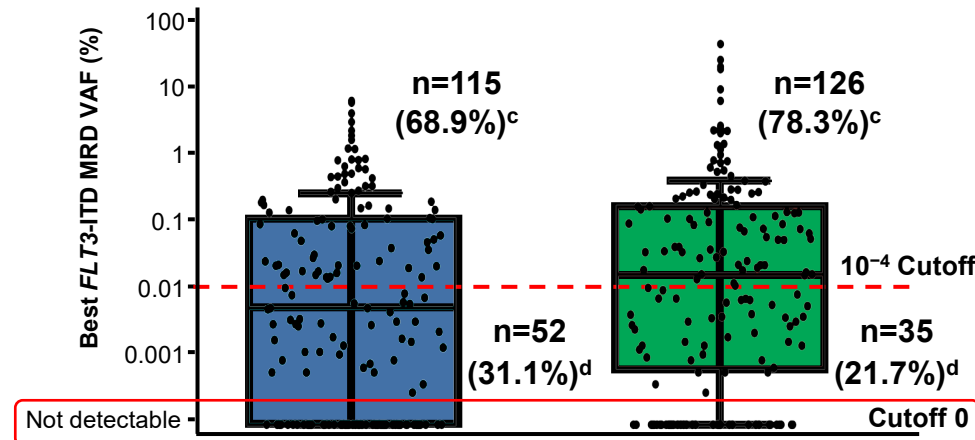 Best FLT3-ITD MRD VAF (%)
100
10
1
0.1
0.01
0.001
Not detectable
n=115
(68.9%)ᶜ
n=126
(78.3%)ᶜ
10⁻⁴ Cutoff
n=52
(31.1%)ᵈ
n=35
(21.7%)ᵈ
Cutoff 0